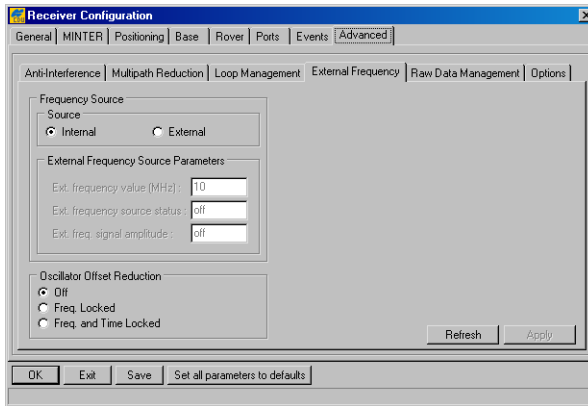 Receiver Configuration
General MINTER Positioning Base Rover Ports Events Advanced
Anti-Interference Multipath Reduction Loop Management External Frequency Raw Data Management Options
Frequency Source
Source
Internal External
External Frequency Source Parameters
Ext. frequency value (MHz) : 10
Ext. frequency source status : off
Ext. freq. signal amplitude : off
Oscillator Offset Reduction
Off
Freq. Locked
Freq. and Time Locked
Refresh Apply
OK Exit Save Set all parameters to defaults